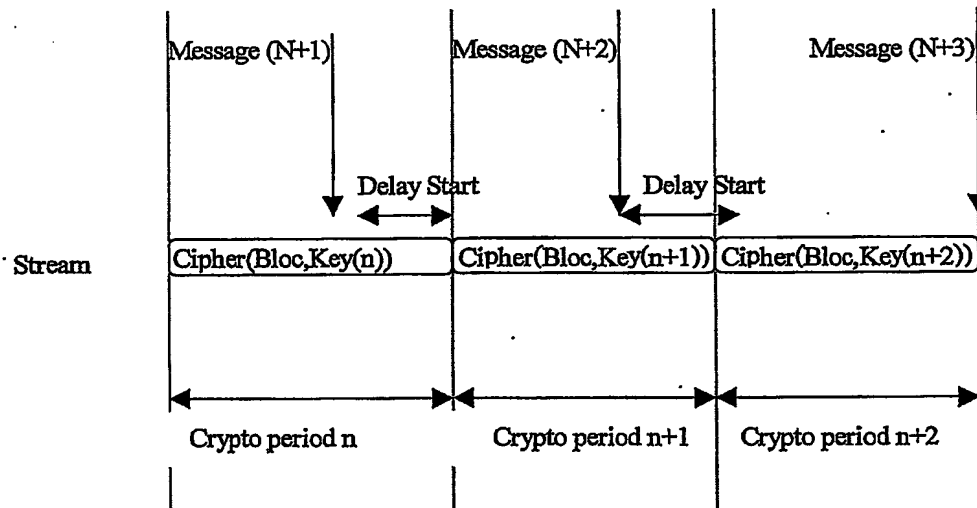 Message (N+1) Message (N+2) Message (N+3)
Delay Start Delay Start
Stream Cipher(Bloc,Key(n)) Cipher(Bloc,Key(n+1)) Cipher(Bloc,Key(n+2))
Crypto period n Crypto period n+1 Crypto period n+2